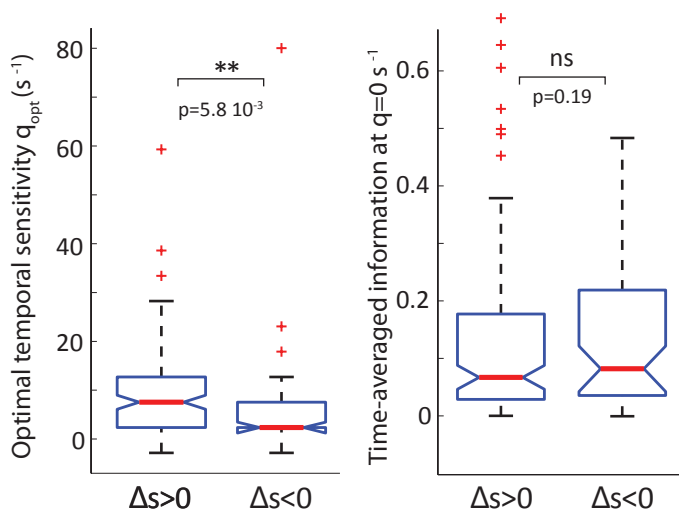 Optimal temporal sensitivity q_opt (s⁻¹)
80
60
40
20
0
**
p=5.8 10⁻³
Δs>0
Δs<0
Time-averaged information at q=0 s⁻¹
0.6
0.4
0.2
0
ns
p=0.19
Δs>0
Δs<0